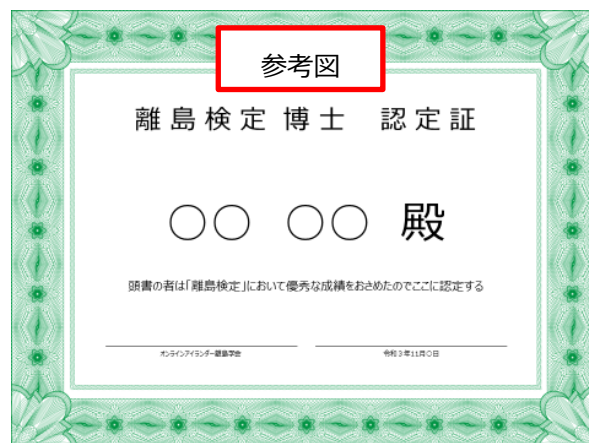 参考図
離島検定 博士 認定証
○○ ○○ 殿
頭書の者は「離島検定」において優秀な成績をおさめたのでここに認定する
オンラインアイランダー離島学会
令和3年11月○日